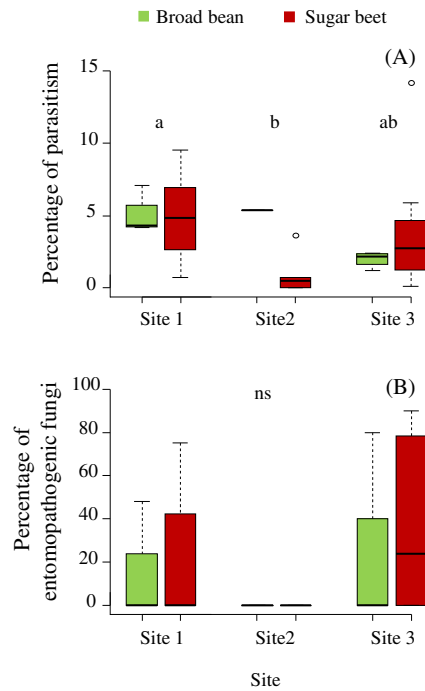 Broad bean Sugar beet
(A)
Percentage of parasitism
15
10
5
0
a b ab
Site 1 Site2 Site 3
(B)
Percentage of
entomopathogenic fungi
100
80
60
40
20
0
ns
Site 1 Site2 Site 3
Site